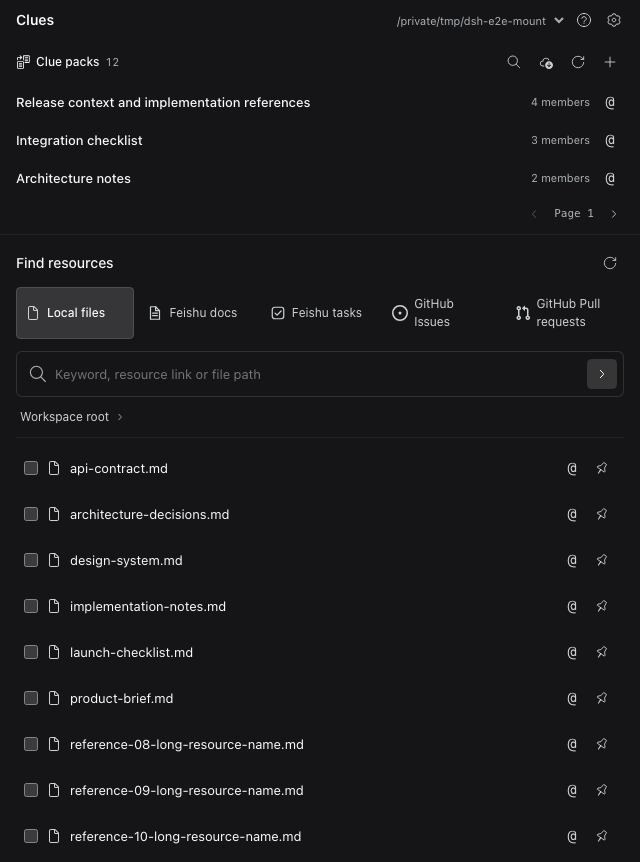 Clues
/private/tmp/dsh-e2e-mount
Clue packs 12
Release context and implementation references 4 members @
Integration checklist 3 members @
Architecture notes 2 members @
Page 1
Find resources
Local files
Feishu docs
Feishu tasks
GitHub Issues
GitHub Pull requests
Keyword, resource link or file path
Workspace root
api-contract.md @
architecture-decisions.md @
design-system.md @
implementation-notes.md @
launch-checklist.md @
product-brief.md @
reference-08-long-resource-name.md @
reference-09-long-resource-name.md @
reference-10-long-resource-name.md @